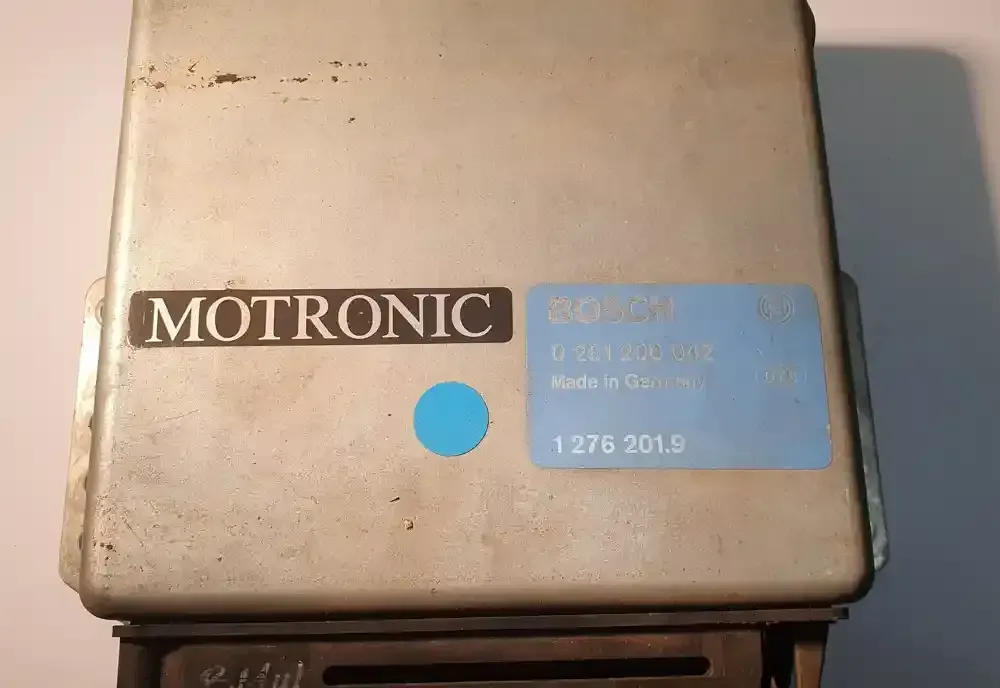 MOTRONIC
BOSCH
0 261 200 042
Made in Germany
1 276 201.9